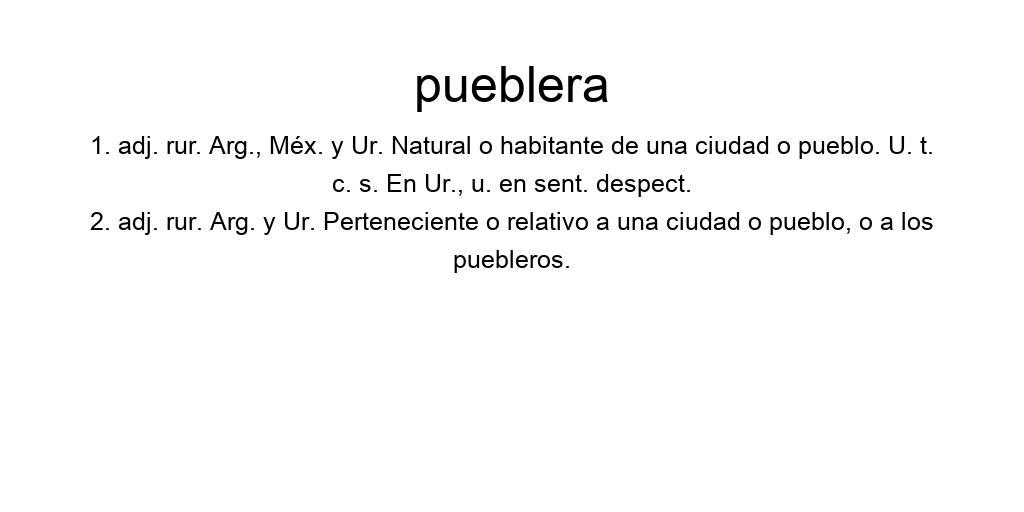 pueblera
1. adj. rur. Arg., Méx. y Ur. Natural o habitante de una ciudad o pueblo. U. t.
c. s. En Ur., u. en sent. despect.
2. adj. rur. Arg. y Ur. Perteneciente o relativo a una ciudad o pueblo, o a los
puebleros.